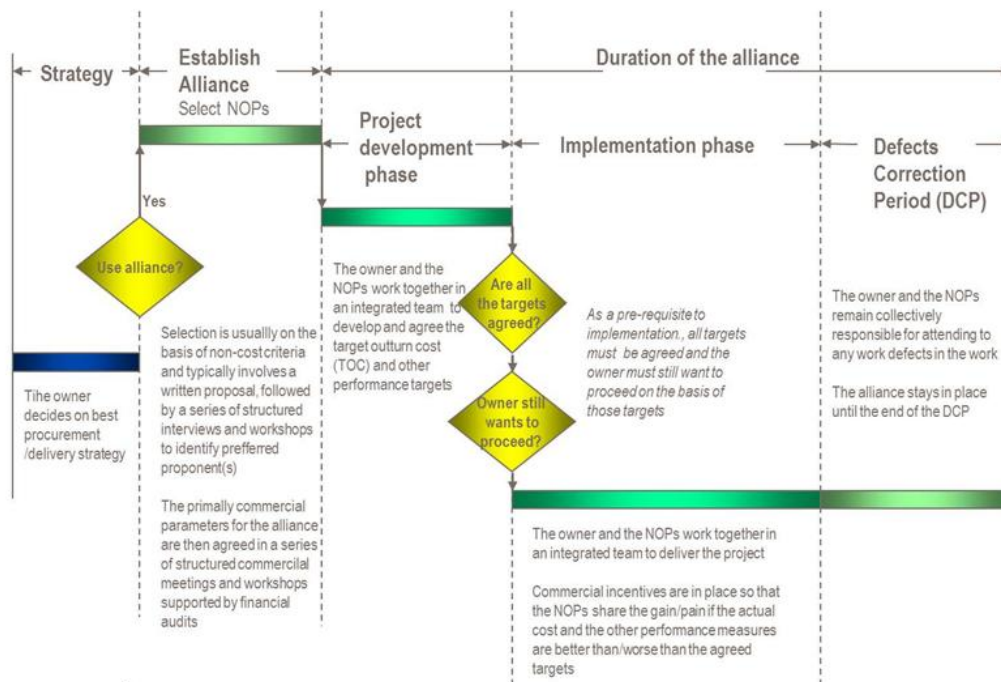 Strategy
Establish
Alliance
Select NOPs
Duration of the alliance
Project
development
phase
Implementation phase
Defects
Correction
Period (DCP)
Yes
Use alliance?
Tihe owner
decides on best
procurement
/delivery strategy
Selection is usuallly on the
basis of non-cost criteria
and typically involves a
written proposal, followed
by a series of structured
interviews and workshops
to identify prefferred
proponent(s)
The primally commercial
parameters for the alliance
are then agreed in a series
of structured commercilal
meetings and workshops
supported by financial
audits
The owner and the
NOPs work together in
an integrated team to
develop and agree the
target outturn cost
(TOC) and other
performance targets
Are all
the targets
agreed?
Owner still
wants to
proceed?
As a pre-requisite to
implementation., all targets
must be agreed and the
owner must still want to
proceed on the basis of
those targets
The owner and the NOPs
remain collectively
responsible for attending to
any work defects in the work
The alliance stays in place
until the end of the DCP
The owner and the NOPs work together in
an integrated team to deliver the project
Commercial incentives are in place so that
the NOPs share the gain/pain if the actual
cost and the other performance measures
are better than/worse than the agreed
targets